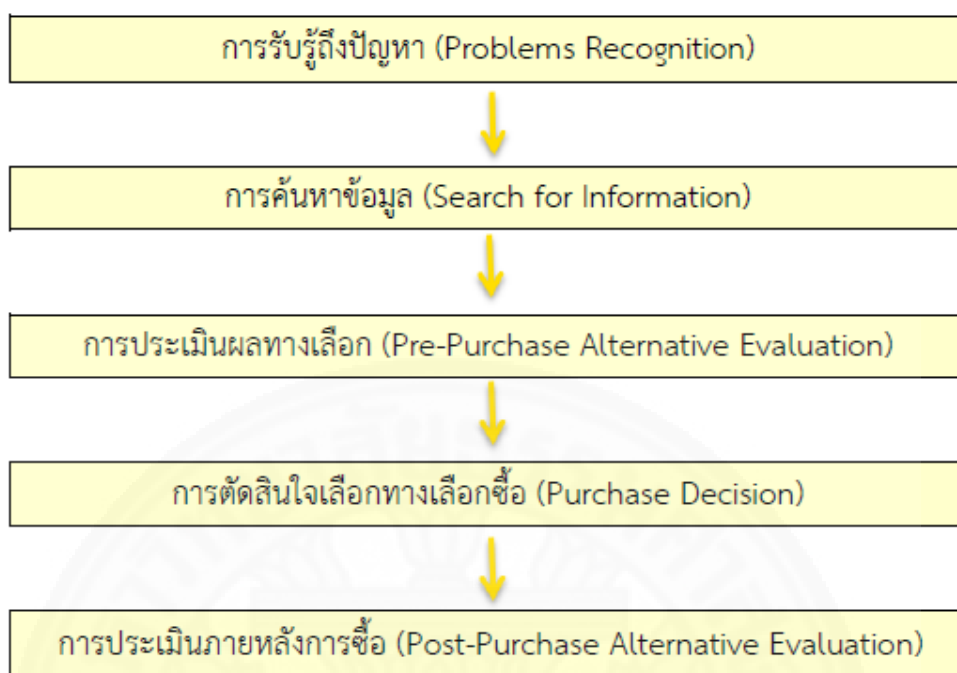 การรับรู้ถึงปัญหา (Problems Recognition)
การค้นหาข้อมูล (Search for Information)
การประเมินผลทางเลือก (Pre-Purchase Alternative Evaluation)
การตัดสินใจเลือกทางเลือกซื้อ (Purchase Decision)
การประเมินภายหลังการซื้อ (Post-Purchase Alternative Evaluation)